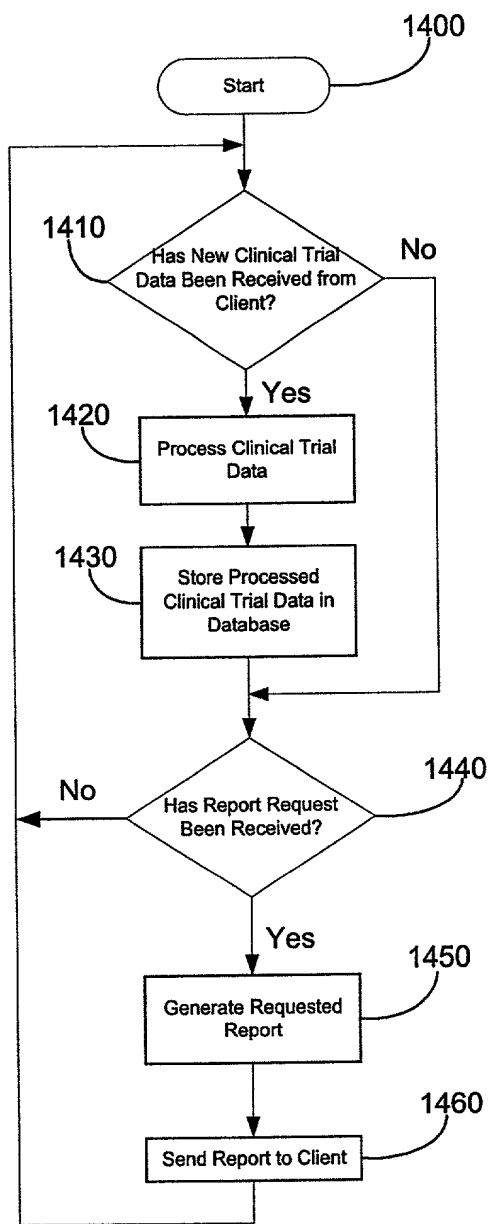 1400
Start
1410
Has New Clinical Trial
Data Been Received from
Client?
No
Yes
1420
Process Clinical Trial
Data
1430
Store Processed
Clinical Trial Data in
Database
1440
No
Has Report Request
Been Received?
Yes
1450
Generate Requested
Report
1460
Send Report to Client